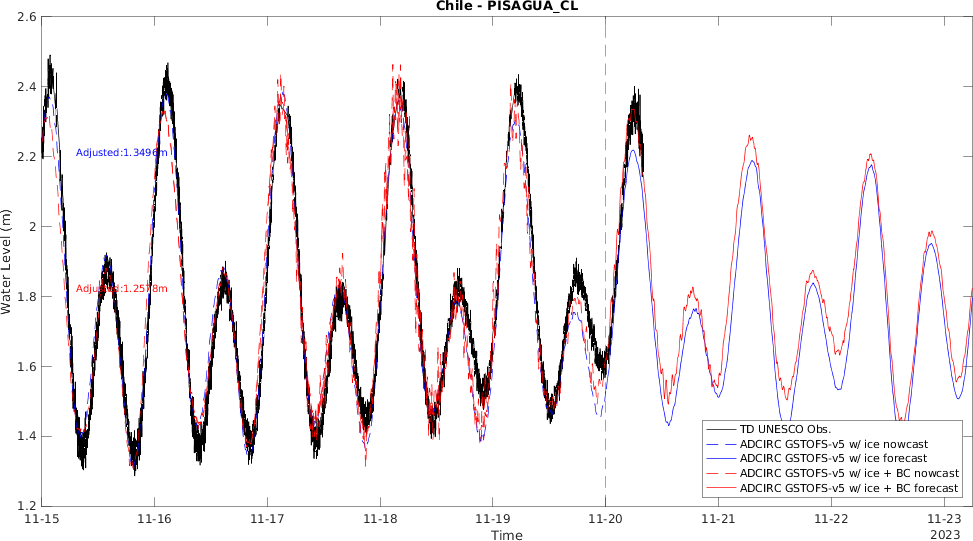 Chile - PISAGUA_CL
2.6
2.4
2.2
2
1.8
1.6
1.4
1.2
Water Level (m)
Adjusted:1.3496m
Adjusted:1.2578m
TD UNESCO Obs.
ADCIRC GSTOFS-v5 w/ ice nowcast
ADCIRC GSTOFS-v5 w/ ice forecast
ADCIRC GSTOFS-v5 w/ ice + BC nowcast
ADCIRC GSTOFS-v5 w/ ice + BC forecast
11-15 11-16 11-17 11-18 11-19 11-20 11-21 11-22 11-23
Time
2023